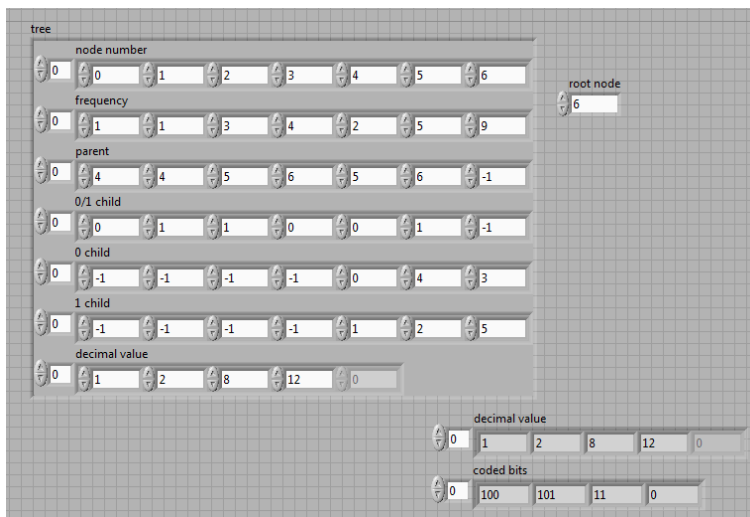 tree
node number
0 0 1 2 3 4 5 6
root node
6
frequency
0 1 1 3 4 2 5 9
parent
0 4 4 5 6 5 6 -1
0/1 child
0 0 1 1 0 0 1 -1
0 child
0 -1 -1 -1 -1 0 4 3
1 child
0 -1 -1 -1 -1 1 2 5
decimal value
0 1 2 8 12 0
decimal value
0 1 2 8 12 0
coded bits
0 100 101 11 0